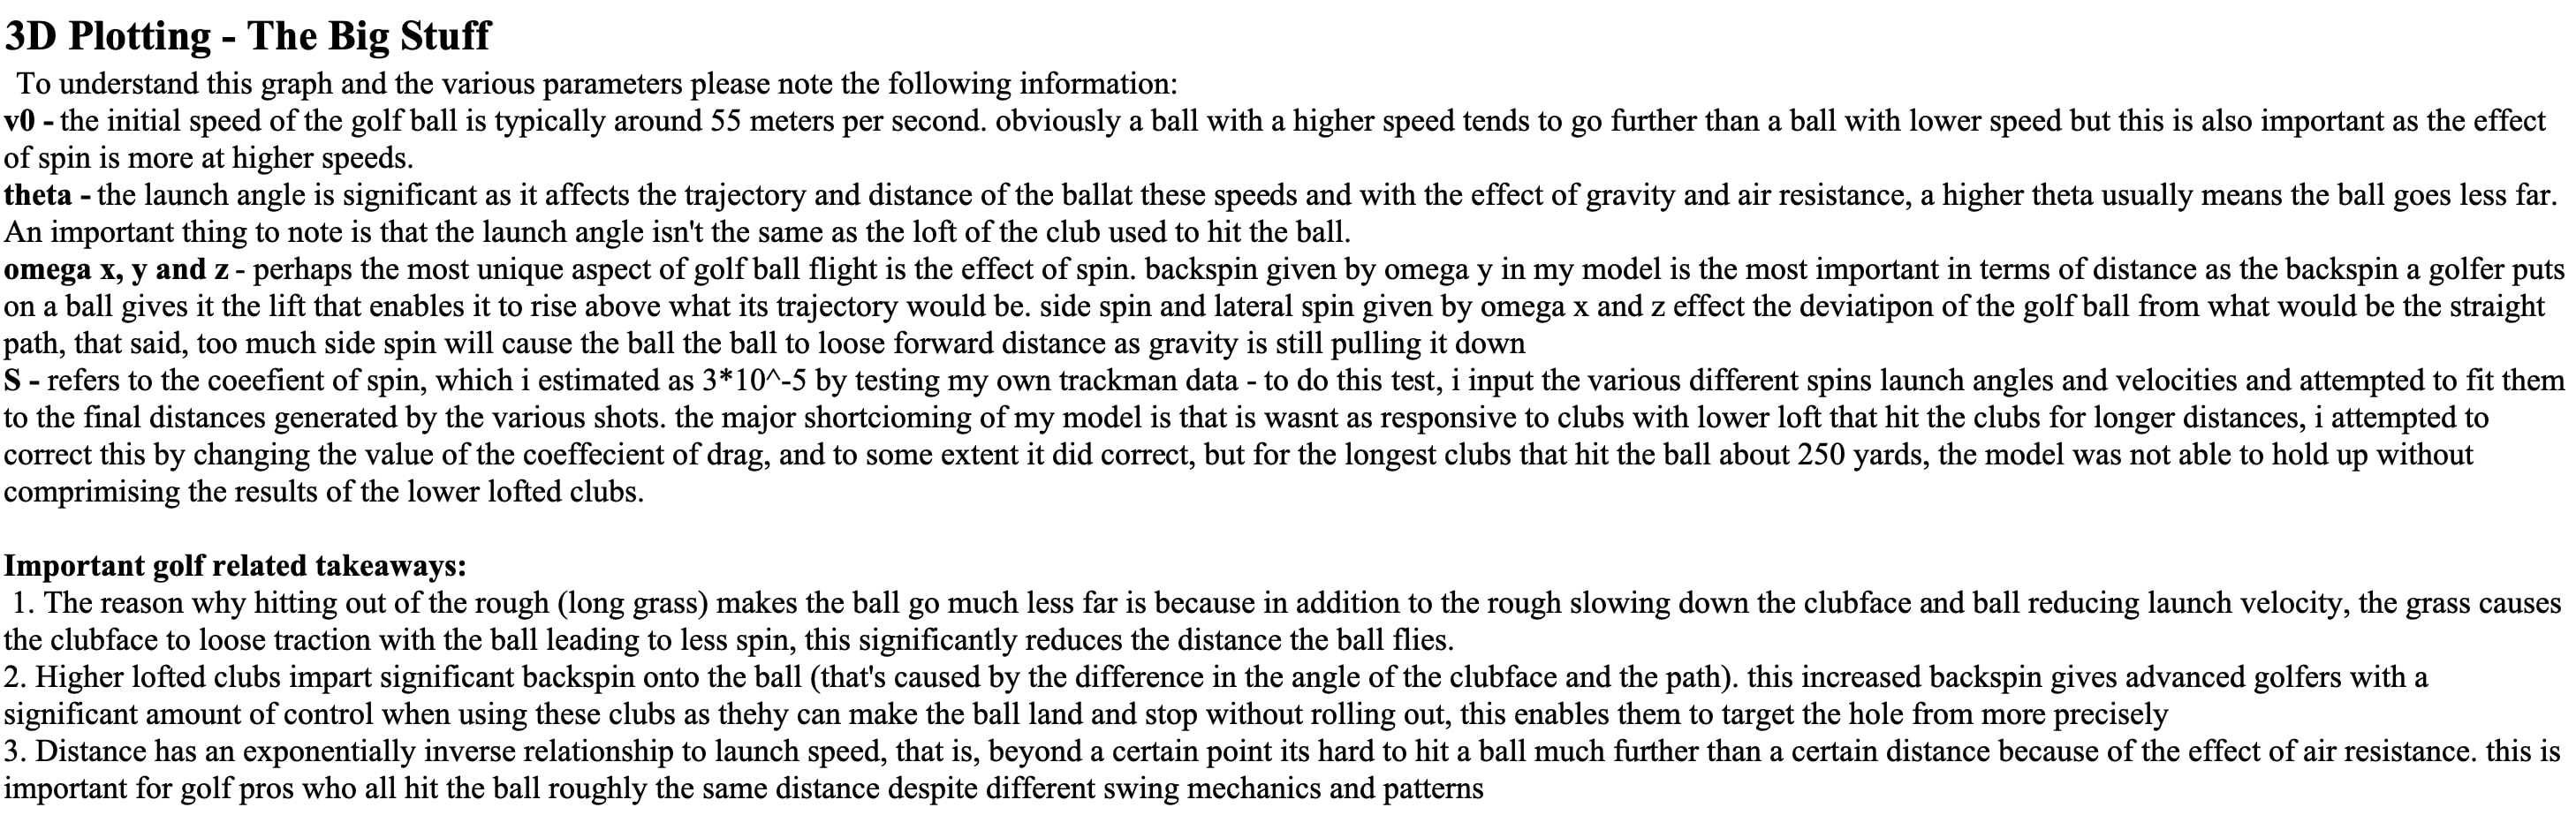 3D Plotting - The Big Stuff
To understand this graph and the various parameters please note the following information:
v0 - the initial speed of the golf ball is typically around 55 meters per second. obviously a ball with a higher speed tends to go further than a ball with lower speed but this is also important as the effect
of spin is more at higher speeds.
theta - the launch angle is significant as it affects the trajectory and distance of the ballat these speeds and with the effect of gravity and air resistance, a higher theta usually means the ball goes less far.
An important thing to note is that the launch angle isn't the same as the loft of the club used to hit the ball.
omega x, y and z - perhaps the most unique aspect of golf ball flight is the effect of spin. backspin given by omega y in my model is the most important in terms of distance as the backspin a golfer puts
on a ball gives it the lift that enables it to rise above what its trajectory would be. side spin and lateral spin given by omega x and z effect the deviatipon of the golf ball from what would be the straight
path, that said, too much side spin will cause the ball the ball to loose forward distance as gravity is still pulling it down
S - refers to the coeefient of spin, which i estimated as 3*10^-5 by testing my own trackman data - to do this test, i input the various different spins launch angles and velocities and attempted to fit them
to the final distances generated by the various shots. the major shortcioming of my model is that is wasnt as responsive to clubs with lower loft that hit the clubs for longer distances, i attempted to
correct this by changing the value of the coeffecient of drag, and to some extent it did correct, but for the longest clubs that hit the ball about 250 yards, the model was not able to hold up without
comprimising the results of the lower lofted clubs.
Important golf related takeaways:
1. The reason why hitting out of the rough (long grass) makes the ball go much less far is because in addition to the rough slowing down the clubface and ball reducing launch velocity, the grass causes
the clubface to loose traction with the ball leading to less spin, this significantly reduces the distance the ball flies.
2. Higher lofted clubs impart significant backspin onto the ball (that's caused by the difference in the angle of the clubface and the path). this increased backspin gives advanced golfers with a
significant amount of control when using these clubs as thehy can make the ball land and stop without rolling out, this enables them to target the hole from more precisely
3. Distance has an exponentially inverse relationship to launch speed, that is, beyond a certain point its hard to hit a ball much further than a certain distance because of the effect of air resistance. this is
important for golf pros who all hit the ball roughly the same distance despite different swing mechanics and patterns